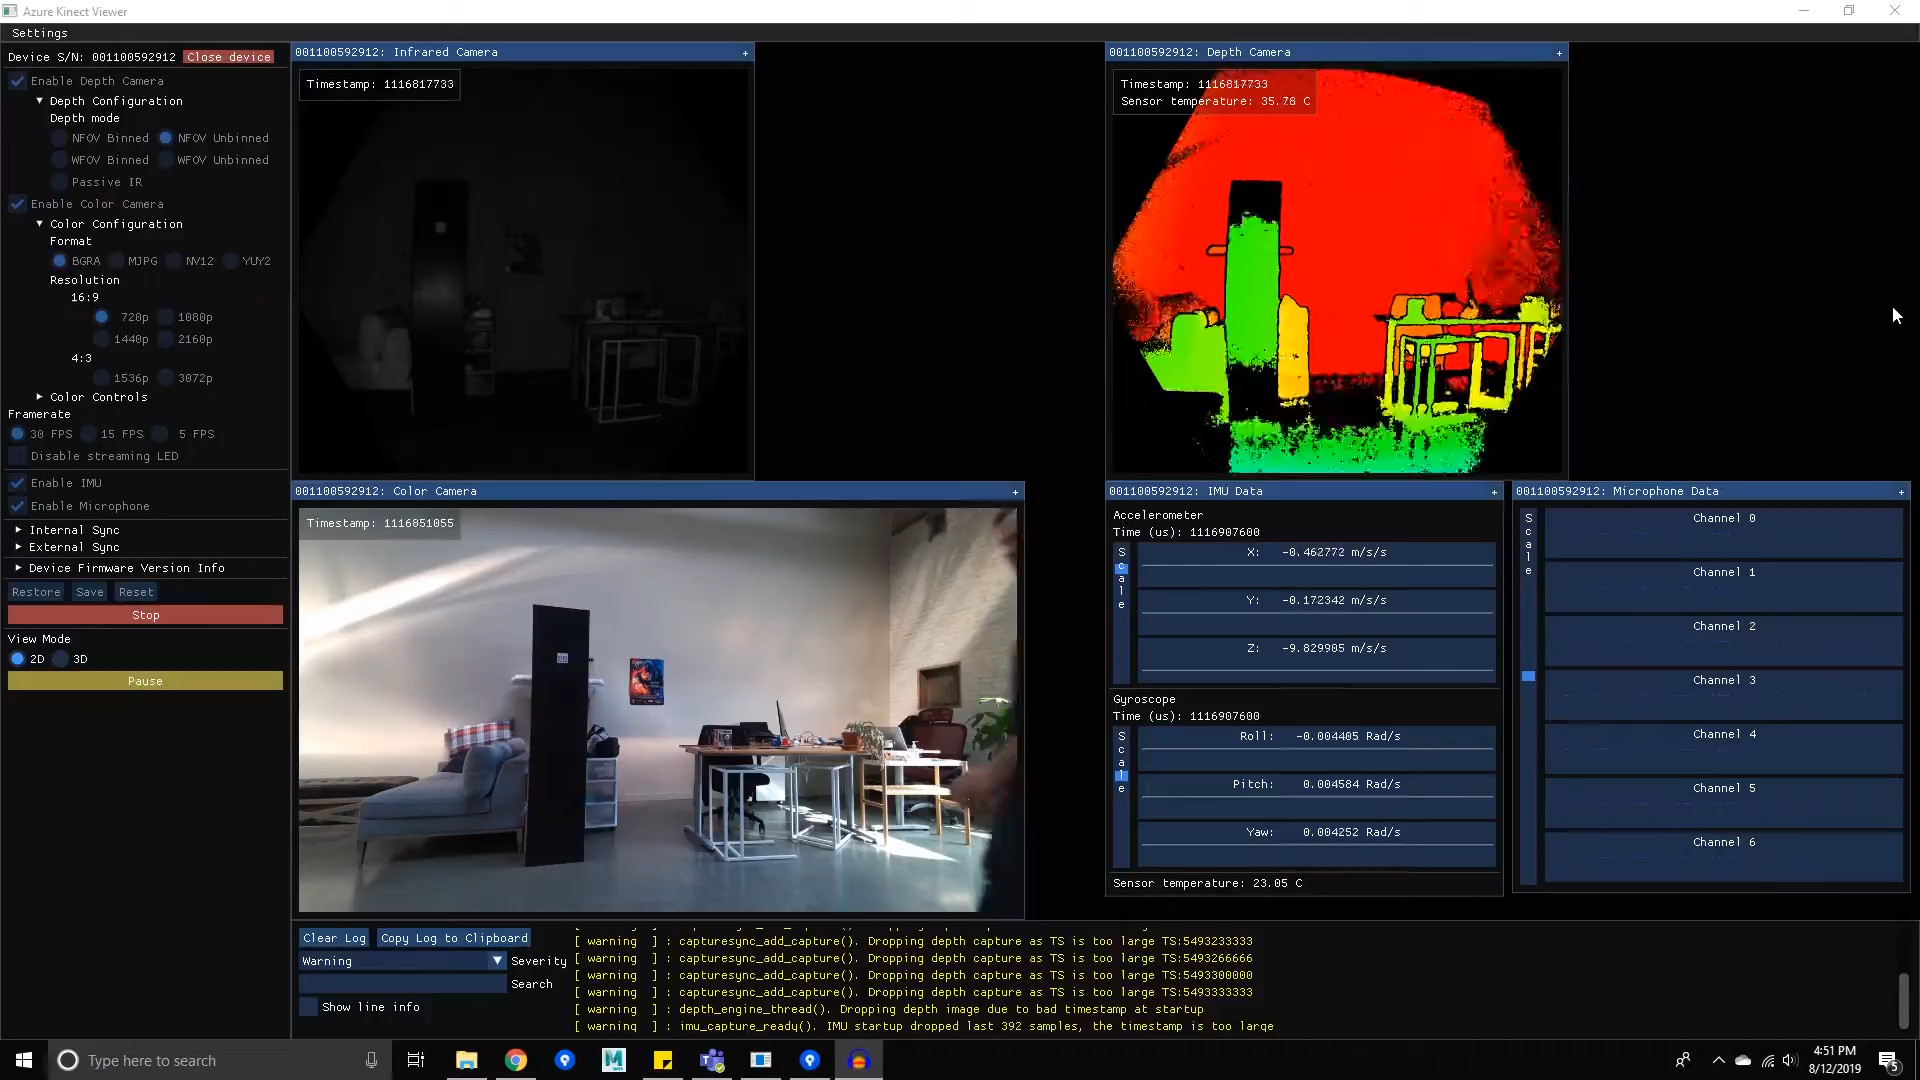 Azure Kinect Viewer
Settings
Device S/N: 001100592912 Close device
Enable Depth Camera
Depth Configuration
Depth mode
NFOV Binned NFOV Unbinned
WFOV Binned WFOV Unbinned
Passive IR
Enable Color Camera
Color Configuration
Format
BGRA MJPG NV12 YUY2
Resolution
16:9
720p 1080p
1440p 2160p
4:3
1536p 3072p
Color Controls
Framerate
30 FPS 15 FPS 5 FPS
Disable streaming LED
Enable IMU
Enable Microphone
Internal Sync
External Sync
Device Firmware Version Info
Restore Save Reset
Stop
View Mode
2D 3D
Pause
001100592912: Infrared Camera
Timestamp: 1116817733
001100592912: Depth Camera
Timestamp: 1116817733
Sensor temperature: 35.78 C
001100592912: Color Camera
Timestamp: 1116851055
001100592912: IMU Data
Accelerometer
Time (us): 1116907600
Scale
X: -0.462772 m/s/s
Y: -0.172342 m/s/s
Z: -9.829905 m/s/s
Gyroscope
Time (us): 1116907600
Scale
Roll: -0.004405 Rad/s
Pitch: 0.004584 Rad/s
Yaw: 0.004252 Rad/s
Sensor temperature: 23.05 C
001100592912: Microphone Data
Scale
Channel 0
Channel 1
Channel 2
Channel 3
Channel 4
Channel 5
Channel 6
Clear Log Copy Log to Clipboard
Warning Severity
Search
Show line info
[ warning ] : capturesync_add_capture(). Dropping depth capture as TS is too large TS:5493233333
[ warning ] : capturesync_add_capture(). Dropping depth capture as TS is too large TS:5493266666
[ warning ] : capturesync_add_capture(). Dropping depth capture as TS is too large TS:5493300000
[ warning ] : capturesync_add_capture(). Dropping depth capture as TS is too large TS:5493333333
[ warning ] : depth_engine_thread(). Dropping depth image due to bad timestamp at startup
[ warning ] : imu_capture_ready(). IMU startup dropped last 392 samples, the timestamp is too large
Type here to search
4:51 PM
8/12/2019
5